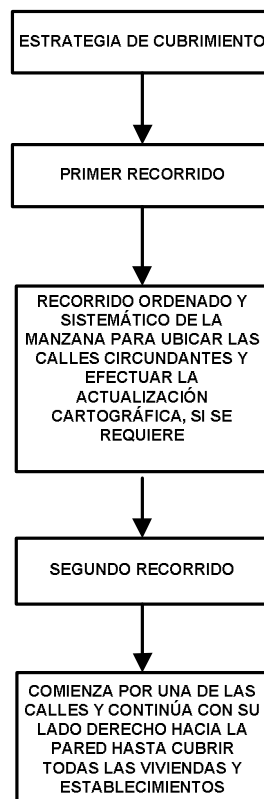 ESTRATEGIA DE CUBRIMIENTO
PRIMER RECORRIDO
RECORRIDO ORDENADO Y
SISTEMÁTICO DE LA
MANZANA PARA UBICAR LAS
CALLES CIRCUNDANTES Y
EFECTUAR LA
ACTUALIZACIÓN
CARTOGRÁFICA, SI SE
REQUIERE
SEGUNDO RECORRIDO
COMIENZA POR UNA DE LAS
CALLES Y CONTINÚA CON SU
LADO DERECHO HACIA LA
PARED HASTA CUBRIR
TODAS LAS VIVIENDAS Y
ESTABLECIMIENTOS